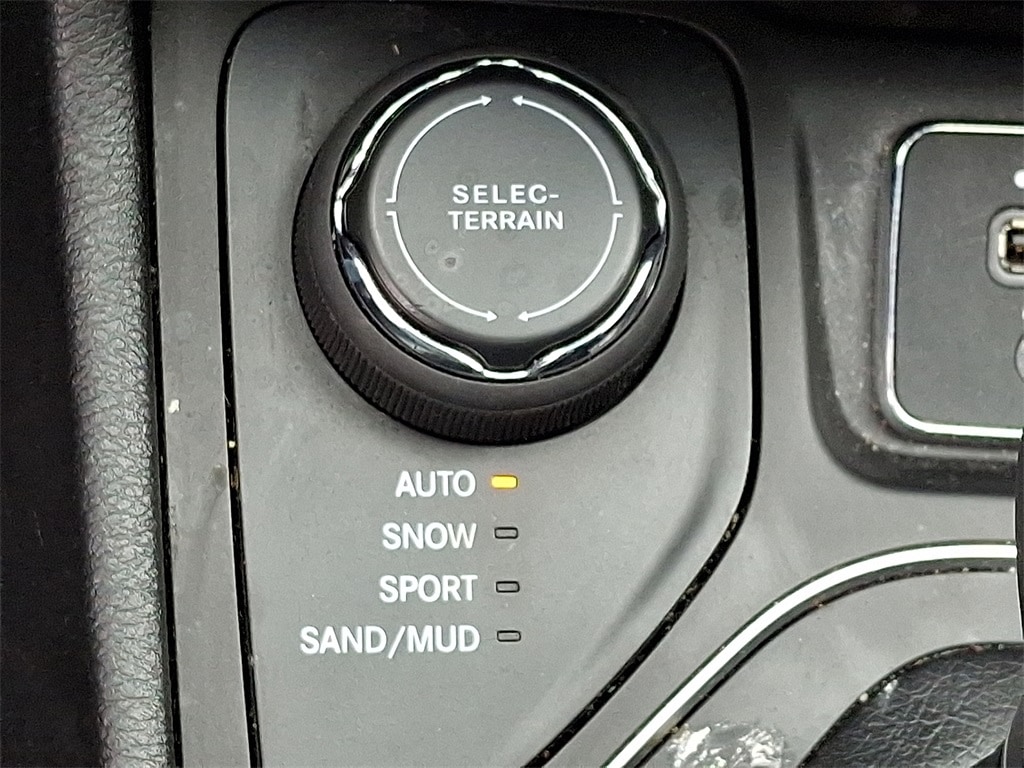 SELEC-
TERRAIN
AUTO
SNOW
SPORT
SAND/MUD